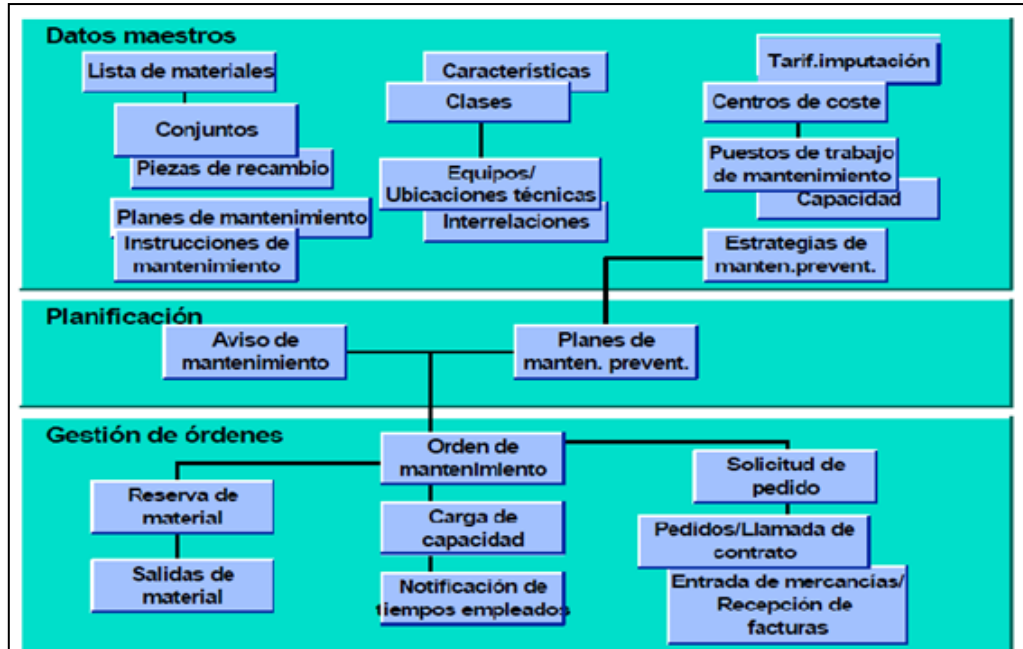 Datos maestros
Lista de materiales
Conjuntos
Piezas de recambio
Planes de mantenimiento
Instrucciones de
mantenimiento
Características
Clases
Equipos/
Ubicaciones técnicas
Interrelaciones
Tarif.imputación
Centros de coste
Puestos de trabajo
de mantenimiento
Capacidad
Estrategias de
manten.prevent.
Planificación
Aviso de
mantenimiento
Planes de
manten. prevent.
Gestión de órdenes
Orden de
mantenimiento
Reserva de
material
Salidas de
material
Carga de
capacidad
Notificación de
tiempos empleados
Solicitud de
pedido
Pedidos/Llamada de
contrato
Entrada de mercancías/
Recepción de
facturas